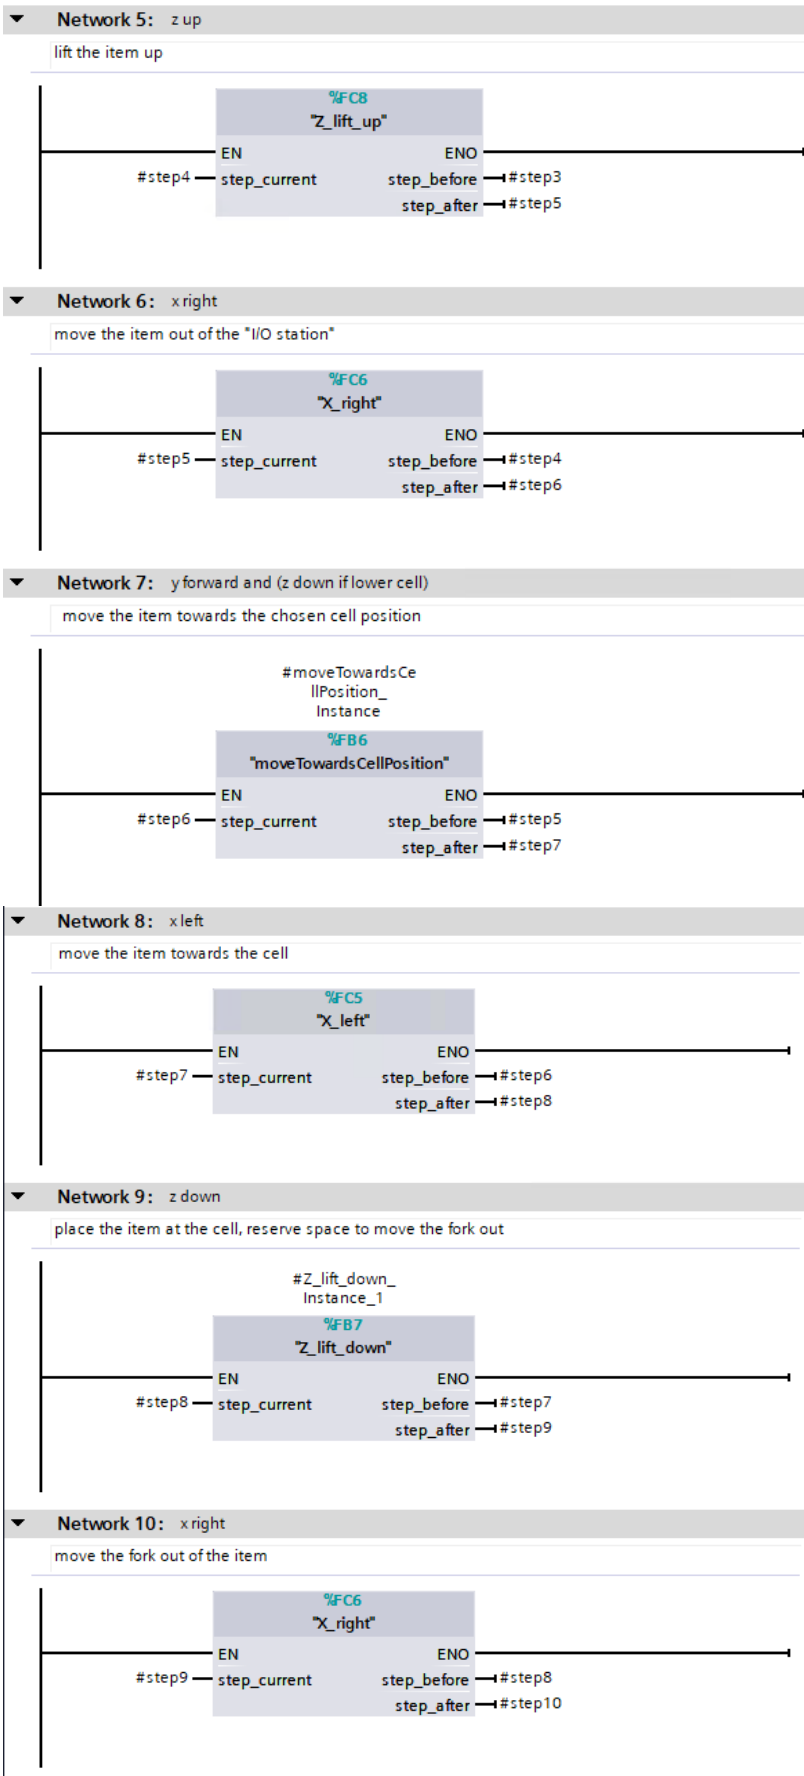 Network 5: z up
lift the item up
%FC8
"Z_lift_up"
EN ENO
#step4 step_current step_before #step3
step_after #step5
Network 6: x right
move the item out of the "I/O station"
%FC6
"X_right"
EN ENO
#step5 step_current step_before #step4
step_after #step6
Network 7: y forward and (z down if lower cell)
move the item towards the chosen cell position
#moveTowardsCe
llPosition_
Instance
%FB6
"moveTowardsCellPosition"
EN ENO
#step6 step_current step_before #step5
step_after #step7
Network 8: x left
move the item towards the cell
%FC5
"X_left"
EN ENO
#step7 step_current step_before #step6
step_after #step8
Network 9: z down
place the item at the cell, reserve space to move the fork out
#Z_lift_down_
Instance_1
%FB7
"Z_lift_down"
EN ENO
#step8 step_current step_before #step7
step_after #step9
Network 10: x right
move the fork out of the item
%FC6
"X_right"
EN ENO
#step9 step_current step_before #step8
step_after #step10